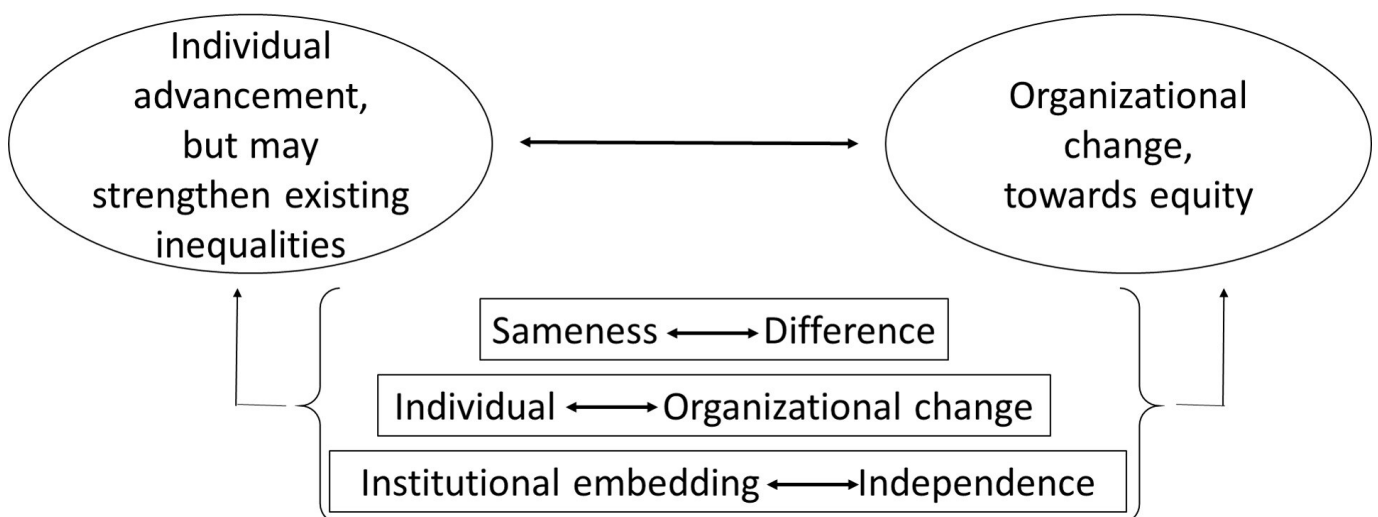 Individual
advancement,
but may
strengthen existing
inequalities
Organizational
change,
towards equity
Sameness Difference
Individual Organizational change
Institutional embedding Independence